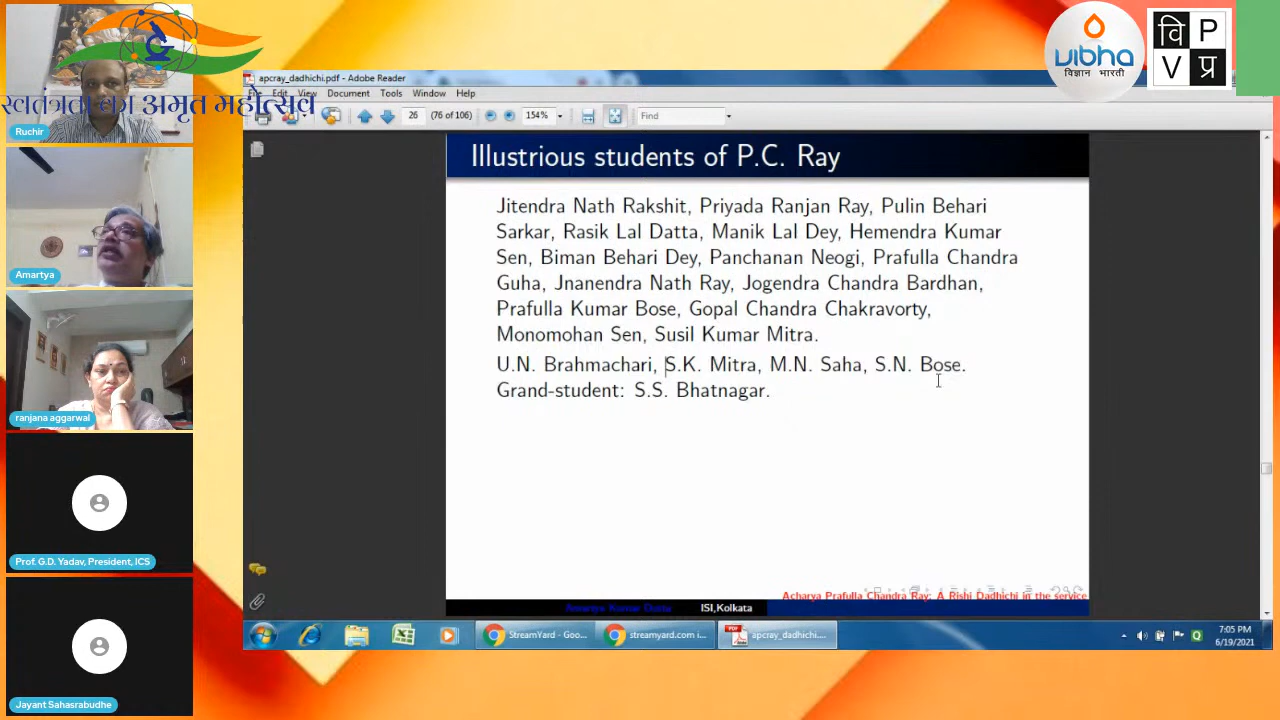 स्वतंत्रता का अमृत महोत्सव
Ruchir
Amartya
ranjana aggarwal
Prof. G.D. Yadav, President, ICS
Jayant Sahasrabudhe
vibha
विज्ञान भारती
वि P
V प्र
apcray_dadhichi.pdf - Adobe Reader
Edit View Document Tools Window Help
26 (76 of 106) 154% Find
Illustrious students of P.C. Ray
Jitendra Nath Rakshit, Priyada Ranjan Ray, Pulin Behari
Sarkar, Rasik Lal Datta, Manik Lal Dey, Hemendra Kumar
Sen, Biman Behari Dey, Panchanan Neogi, Prafulla Chandra
Guha, Jnanendra Nath Ray, Jogendra Chandra Bardhan,
Prafulla Kumar Bose, Gopal Chandra Chakravorty,
Monomohan Sen, Susil Kumar Mitra.
U.N. Brahmachari, S.K. Mitra, M.N. Saha, S.N. Bose.
Grand-student: S.S. Bhatnagar.
Acharya Prafulla Chandra Ray: A Rishi Dadhichi in the service
Amartya Kumar Dutta ISI,Kolkata
StreamYard - Goo... streamyard.com i... apcray_dadhichi....
7:05 PM
6/19/2021